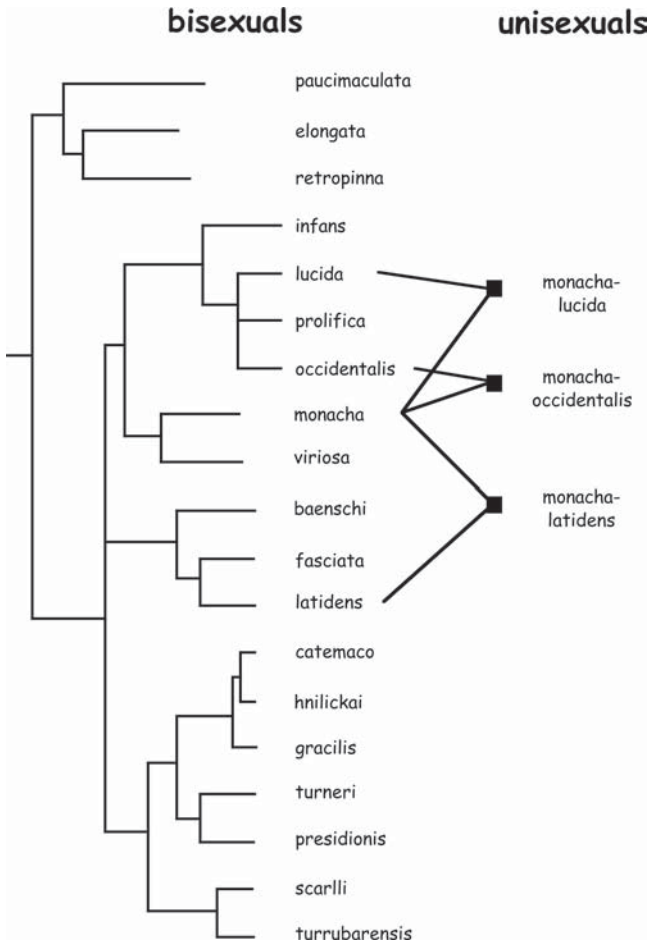 bisexuals
unisexuals
paucimaculata
elongata
retropinna
infans
lucida
prolifica
occidentalis
monacha
viriosa
baenschi
fasciata
latidens
catemaco
hnilickai
gracilis
turneri
presidionis
scarlli
turrubarensis
monacha-
lucida
monacha-
occidentalis
monacha-
latidens